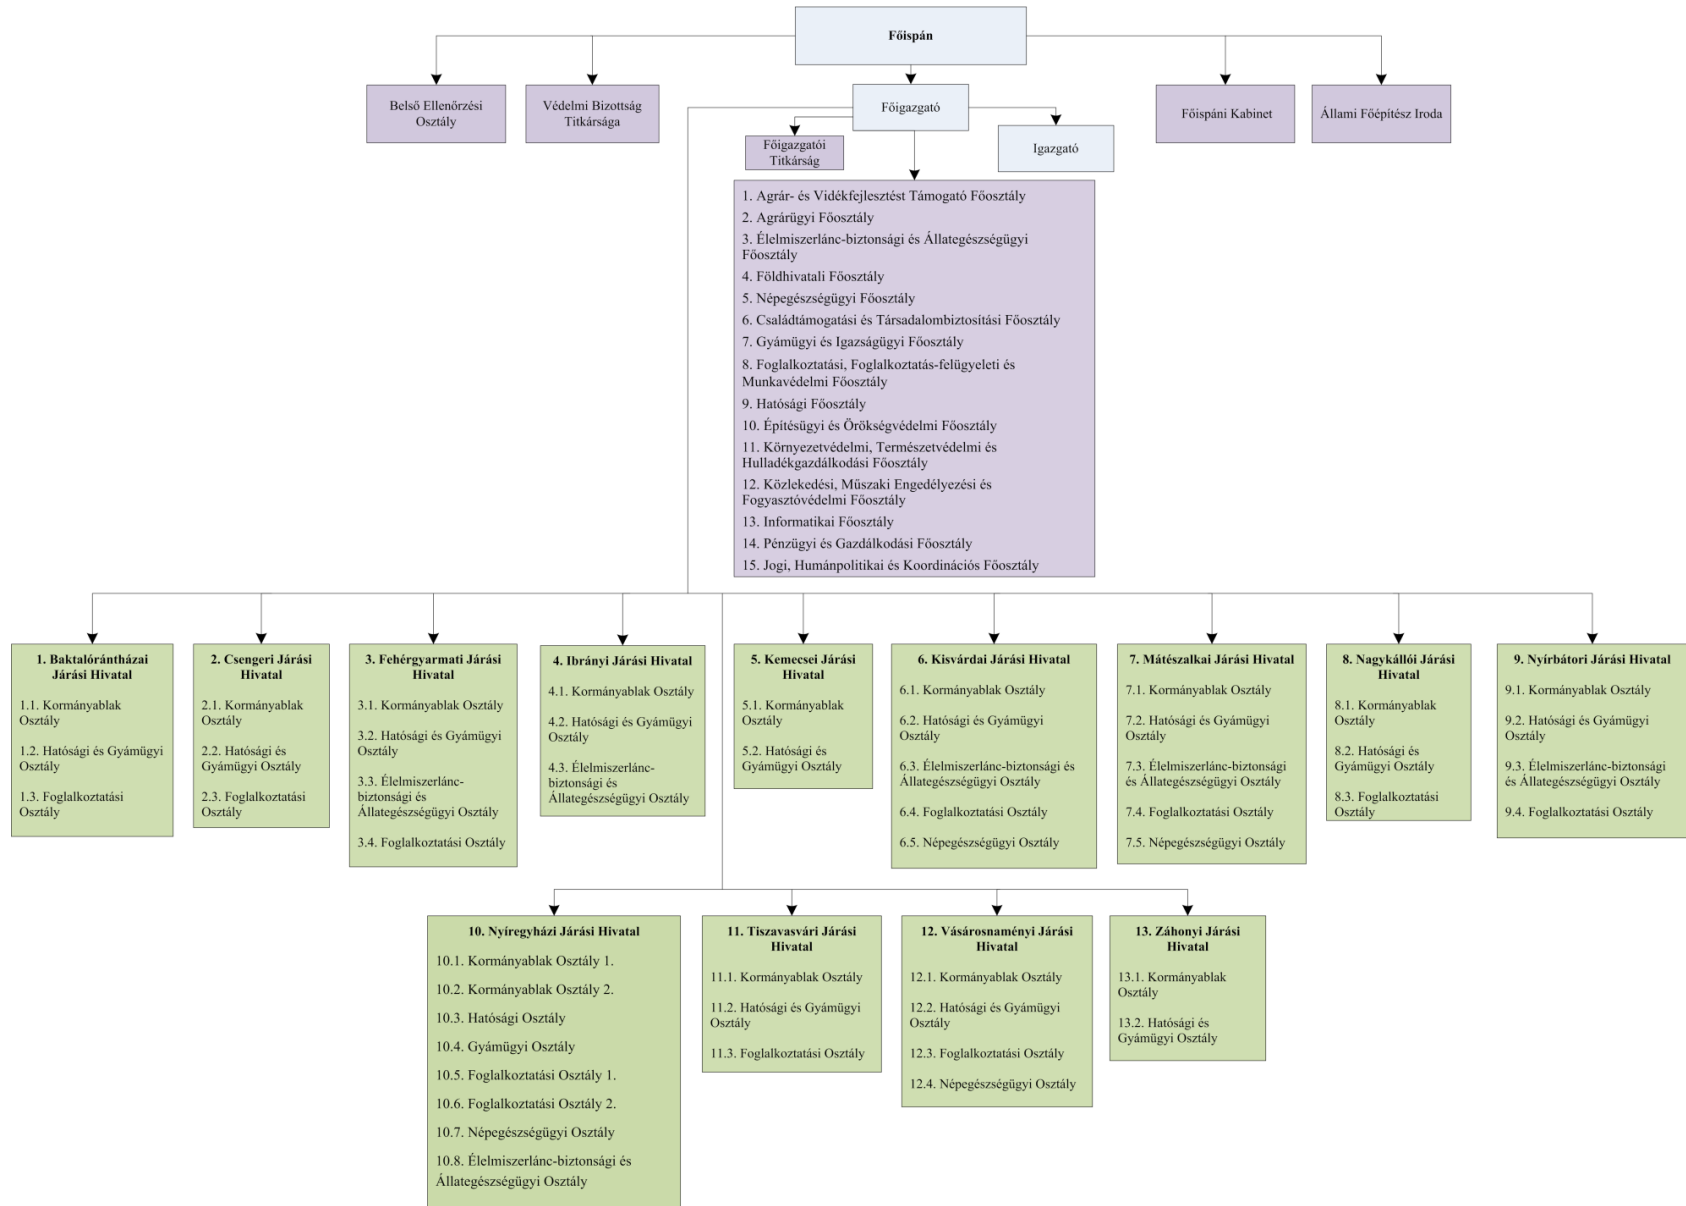 Főispán
Belső Ellenőrzési
Osztály
Védelmi Bizottság
Titkársága
Főigazgató
Főispáni Kabinet
Állami Főépítész Iroda
Főigazgatói
Titkárság
Igazgató
1. Agrár- és Vidékfejlesztést Támogató Főosztály
2. Agrárügyi Főosztály
3. Élelmiszerlánc-biztonsági és Állategészségügyi
Főosztály
4. Földhivatali Főosztály
5. Népegészségügyi Főosztály
6. Családtámogatási és Társadalombiztosítási Főosztály
7. Gyámügyi és Igazságügyi Főosztály
8. Foglalkoztatási, Foglalkoztatás-felügyeleti és
Munkavédelmi Főosztály
9. Hatósági Főosztály
10. Építésügyi és Örökségvédelmi Főosztály
11. Környezetvédelmi, Természetvédelmi és
Hulladékgazdálkodási Főosztály
12. Közlekedési, Műszaki Engedélyezési és
Fogyasztóvédelmi Főosztály
13. Informatikai Főosztály
14. Pénzügyi és Gazdálkodási Főosztály
15. Jogi, Humánpolitikai és Koordinációs Főosztály
1. Baktalórántházai
Járási Hivatal
1.1. Kormányablak
Osztály
1.2. Hatósági és Gyámügyi
Osztály
1.3. Foglalkoztatási
Osztály
2. Csengeri Járási
Hivatal
2.1. Kormányablak
Osztály
2.2. Hatósági és
Gyámügyi Osztály
2.3. Foglalkoztatási
Osztály
3. Fehérgyarmati Járási
Hivatal
3.1. Kormányablak Osztály
3.2. Hatósági és Gyámügyi
Osztály
3.3. Élelmiszerlánc-
biztonsági és
Állategészségügyi Osztály
3.4. Foglalkoztatási Osztály
4. Ibrányi Járási Hivatal
4.1. Kormányablak Osztály
4.2. Hatósági és Gyámügyi
Osztály
4.3. Élelmiszerlánc-
biztonsági és
Állategészségügyi Osztály
5. Kemecsei Járási
Hivatal
5.1. Kormányablak
Osztály
5.2. Hatósági és
Gyámügyi Osztály
6. Kisvárdai Járási Hivatal
6.1. Kormányablak Osztály
6.2. Hatósági és Gyámügyi
Osztály
6.3. Élelmiszerlánc-biztonsági és
Állategészségügyi Osztály
6.4. Foglalkoztatási Osztály
6.5. Népegészségügyi Osztály
7. Mátészalkai Járási Hivatal
7.1. Kormányablak Osztály
7.2. Hatósági és Gyámügyi
Osztály
7.3. Élelmiszerlánc-biztonsági
és Állategészségügyi Osztály
7.4. Foglalkoztatási Osztály
7.5. Népegészségügyi Osztály
8. Nagykállói Járási
Hivatal
8.1. Kormányablak
Osztály
8.2. Hatósági és
Gyámügyi Osztály
8.3. Foglalkoztatási
Osztály
9. Nyírbátori Járási Hivatal
9.1. Kormányablak Osztály
9.2. Hatósági és Gyámügyi
Osztály
9.3. Élelmiszerlánc-biztonsági
és Állategészségügyi Osztály
9.4. Foglalkoztatási Osztály
10. Nyíregyházi Járási Hivatal
10.1. Kormányablak Osztály 1.
10.2. Kormányablak Osztály 2.
10.3. Hatósági Osztály
10.4. Gyámügyi Osztály
10.5. Foglalkoztatási Osztály 1.
10.6. Foglalkoztatási Osztály 2.
10.7. Népegészségügyi Osztály
10.8. Élelmiszerlánc-biztonsági és
Állategészségügyi Osztály
11. Tiszavasvári Járási
Hivatal
11.1. Kormányablak Osztály
11.2. Hatósági és Gyámügyi
Osztály
11.3. Foglalkoztatási Osztály
12. Vásárosnaményi Járási
Hivatal
12.1. Kormányablak Osztály
12.2. Hatósági és Gyámügyi
Osztály
12.3. Foglalkoztatási Osztály
12.4. Népegészségügyi Osztály
13. Záhonyi Járási
Hivatal
13.1. Kormányablak
Osztály
13.2. Hatósági és
Gyámügyi Osztály